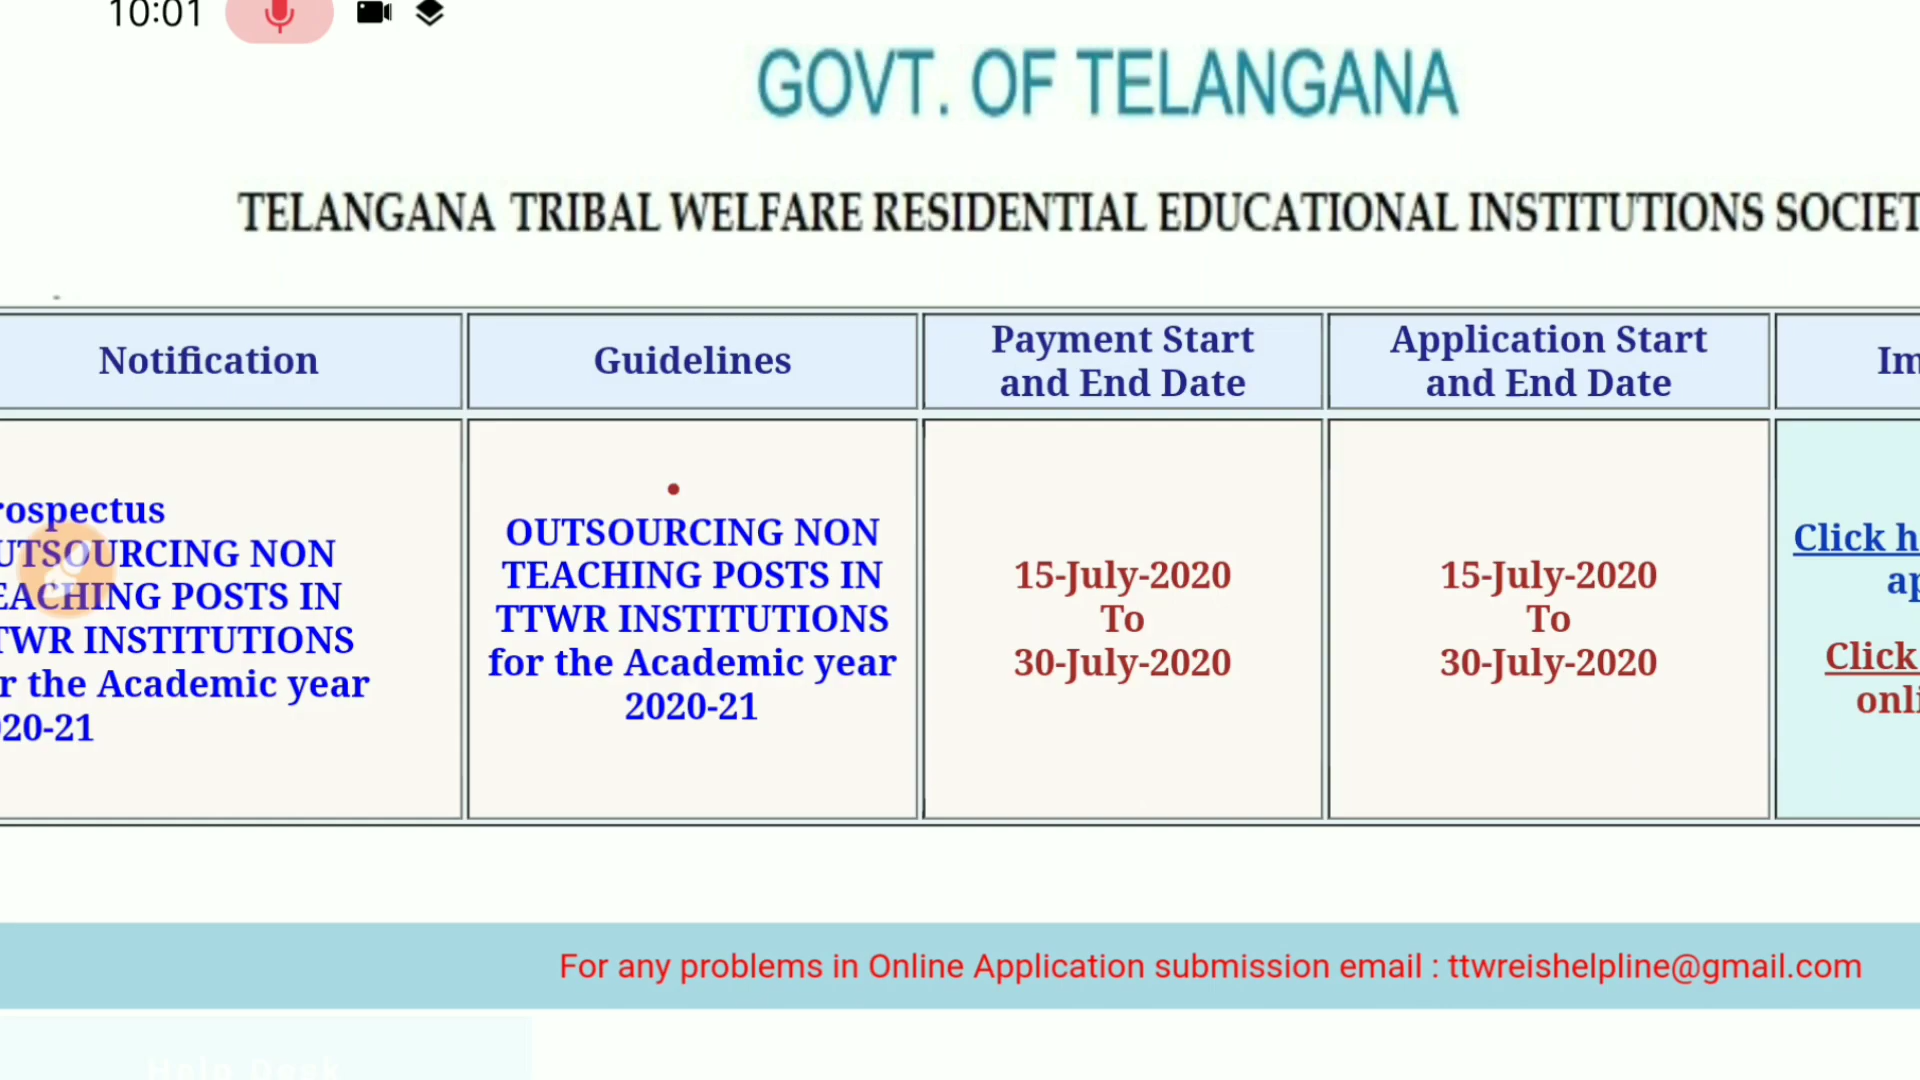 10:01
GOVT. OF TELANGANA
TELANGANA TRIBAL WELFARE RESIDENTIAL EDUCATIONAL INSTITUTIONS SOCIET
Notification
Guidelines
Payment Start
and End Date
Application Start
and End Date
Im
rospectus
UTSOURCING NON
EACHING POSTS IN
TWR INSTITUTIONS
r the Academic year
020-21
OUTSOURCING NON
TEACHING POSTS IN
TTWR INSTITUTIONS
for the Academic year
2020-21
15-July-2020
To
30-July-2020
15-July-2020
To
30-July-2020
Click h
ap
Click
onli
For any problems in Online Application submission email : ttwreishelpline@gmail.com
Help Desk